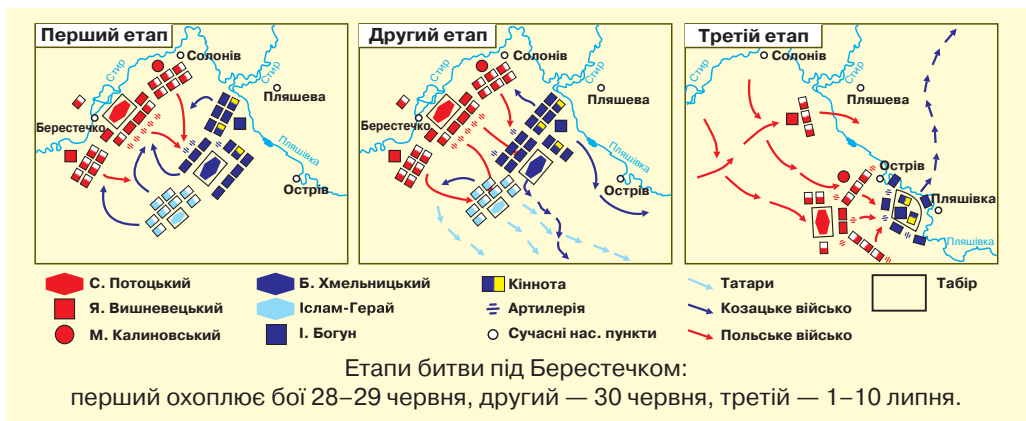 Перший етап
Солонів
Стир
Стир
Пляшева
Берестечко
Пляшівка
Острів
Другий етап
Солонів
Стир
Стир
Пляшева
Берестечко
Пляшівка
Острів
Третій етап
Солонів
Стир
Стир
Пляшева
Острів
Пляшівка
Пляшівка
С. Потоцький
Я. Вишневецький
М. Калиновський
Б. Хмельницький
Іслам-Герай
І. Богун
Кіннота
Артилерія
Сучасні нас. пункти
Татари
Козацьке військо
Польське військо
Табір
Етапи битви під Берестечком:
перший охоплює бої 28–29 червня, другий — 30 червня, третій — 1–10 липня.